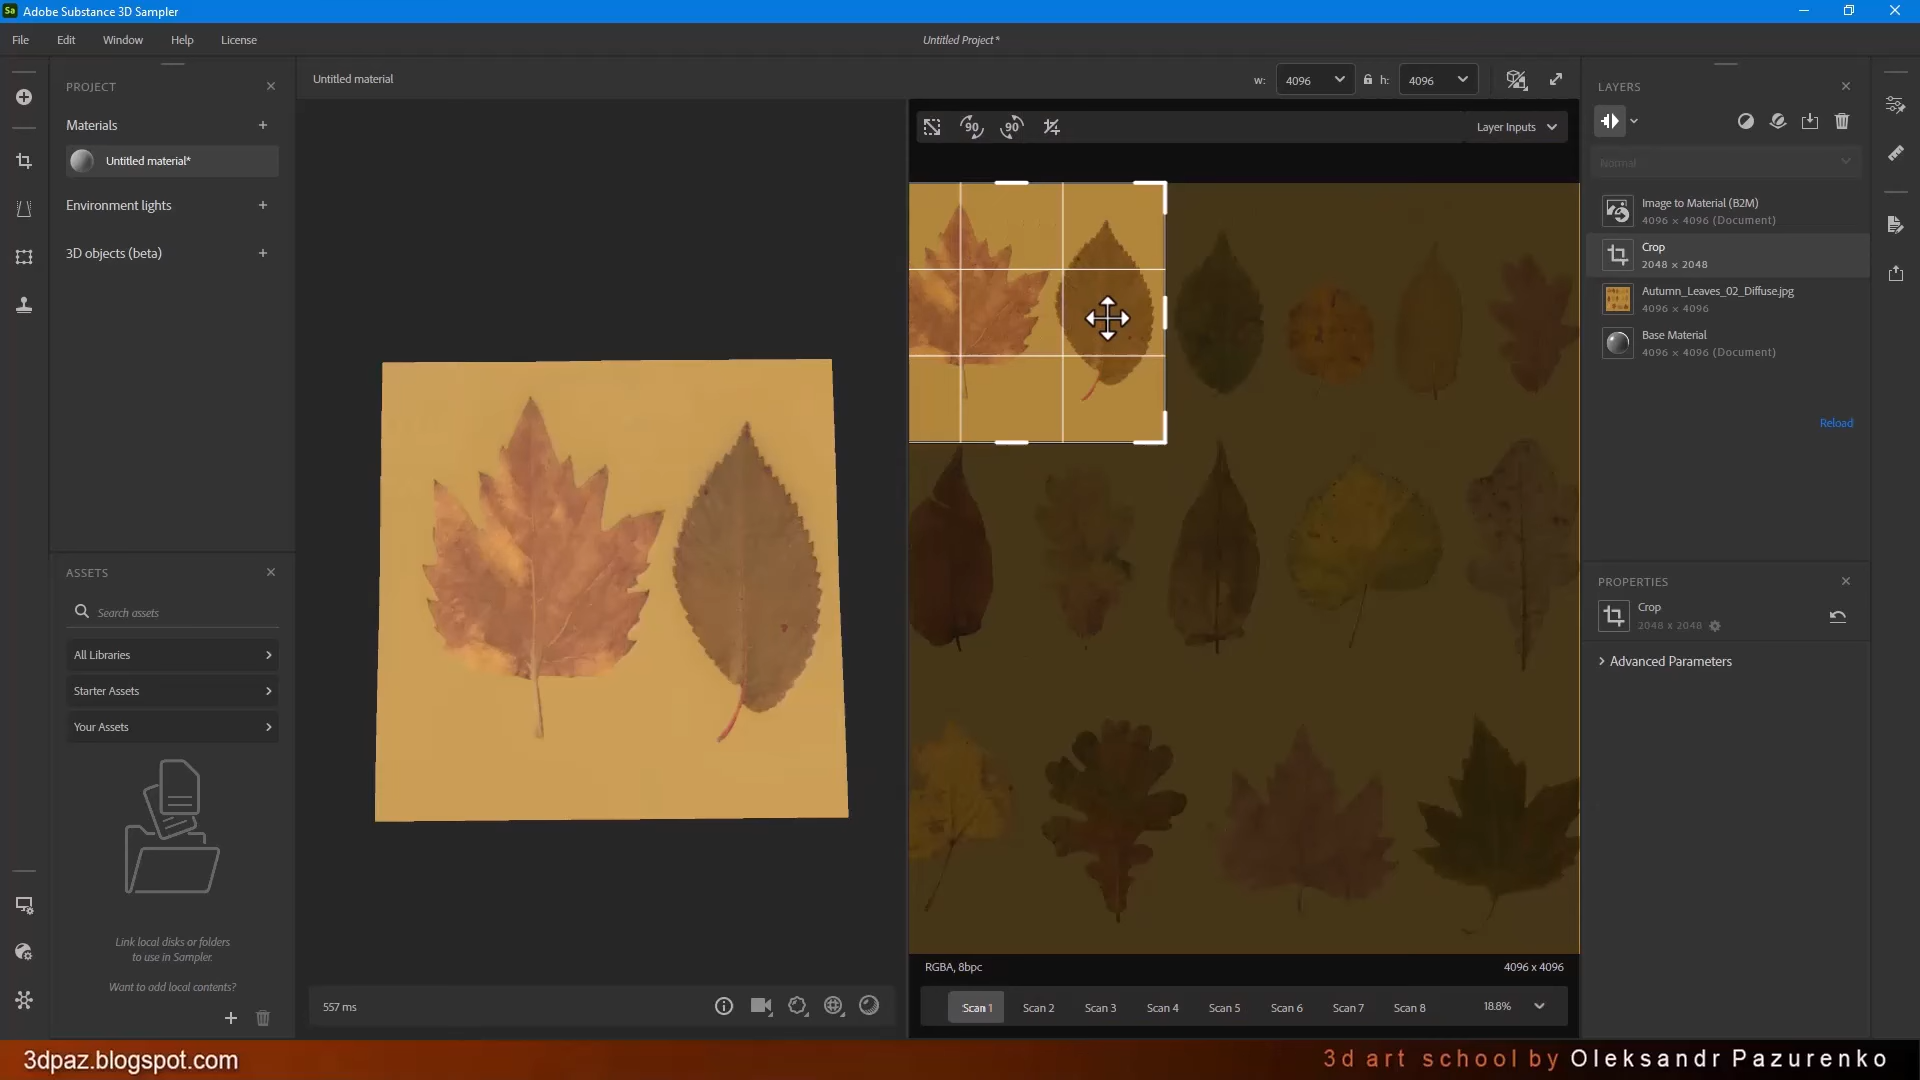 Sa Adobe Substance 3D Sampler
File Edit Window Help License
Untitled Project*
PROJECT
Materials
Untitled material*
Environment lights
3D objects (beta)
ASSETS
Search assets
All Libraries
Starter Assets
Your Assets
Link local disks or folders
to use in Sampler.
Want to add local contents?
Untitled material
w: 4096 h: 4096
90 90 Layer Inputs
557 ms
RGBA, 8bpc 4096 x 4096
Scan 1 Scan 2 Scan 3 Scan 4 Scan 5 Scan 6 Scan 7 Scan 8 18.8%
LAYERS
Normal
Image to Material (B2M)
4096 × 4096 (Document)
Crop
2048 × 2048
Autumn_Leaves_02_Diffuse.jpg
4096 × 4096
Base Material
4096 × 4096 (Document)
Reload
PROPERTIES
Crop
2048 x 2048
Advanced Parameters
3dpaz.blogspot.com
3d art school by Oleksandr Pazurenko